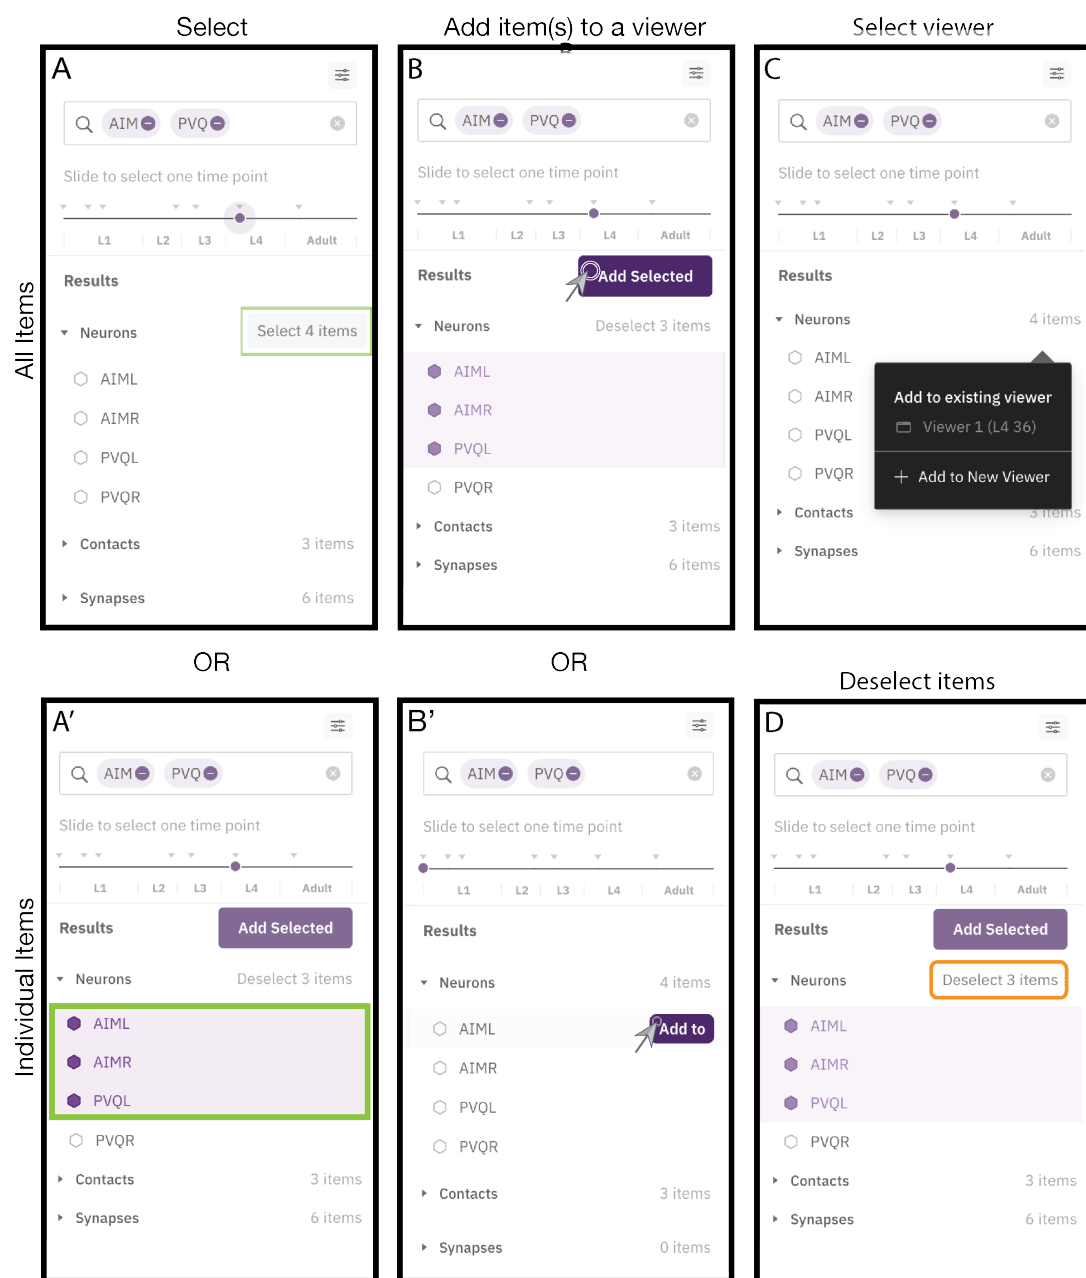 Select
Add item(s) to a viewer
Select viewer
All Items
A
AIM PVQ
Slide to select one time point
L1 L2 L3 L4 Adult
Results
Neurons Select 4 items
AIML
AIMR
PVQL
PVQR
Contacts 3 items
Synapses 6 items
B
AIM PVQ
Slide to select one time point
L1 L2 L3 L4 Adult
Results Add Selected
Neurons Deselect 3 items
AIML
AIMR
PVQL
PVQR
Contacts 3 items
Synapses 6 items
C
AIM PVQ
Slide to select one time point
L1 L2 L3 L4 Adult
Results
Neurons 4 items
AIML
AIMR
PVQL
PVQR
Add to existing viewer
Viewer 1 (L4 36)
+ Add to New Viewer
Contacts 3 items
Synapses 6 items
OR
OR
Deselect items
Individual Items
A'
AIM PVQ
Slide to select one time point
L1 L2 L3 L4 Adult
Results Add Selected
Neurons Deselect 3 items
AIML
AIMR
PVQL
PVQR
Contacts 3 items
Synapses 6 items
B'
AIM PVQ
Slide to select one time point
L1 L2 L3 L4 Adult
Results
Neurons 4 items
AIML Add to
AIMR
PVQL
PVQR
Contacts 3 items
Synapses 0 items
D
AIM PVQ
Slide to select one time point
L1 L2 L3 L4 Adult
Results Add Selected
Neurons Deselect 3 items
AIML
AIMR
PVQL
PVQR
Contacts 3 items
Synapses 6 items